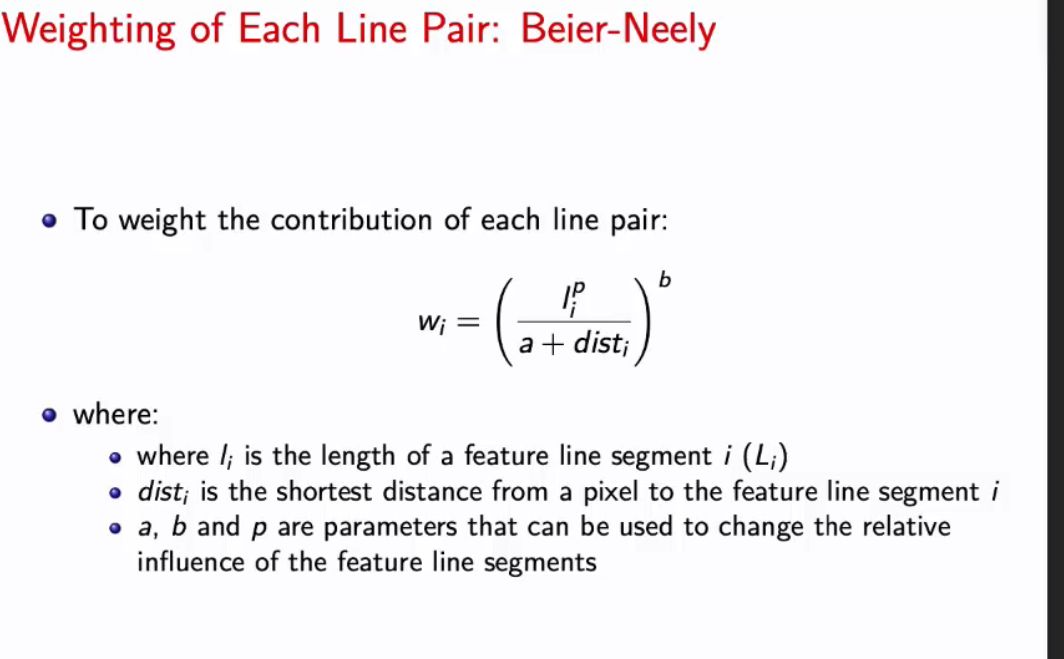 Weighting of Each Line Pair: Beier-Neely
To weight the contribution of each line pair:
w_i = ( l_i^p / (a + dist_i) )^b
where:
where l_i is the length of a feature line segment i (L_i)
dist_i is the shortest distance from a pixel to the feature line segment i
a, b and p are parameters that can be used to change the relative
influence of the feature line segments